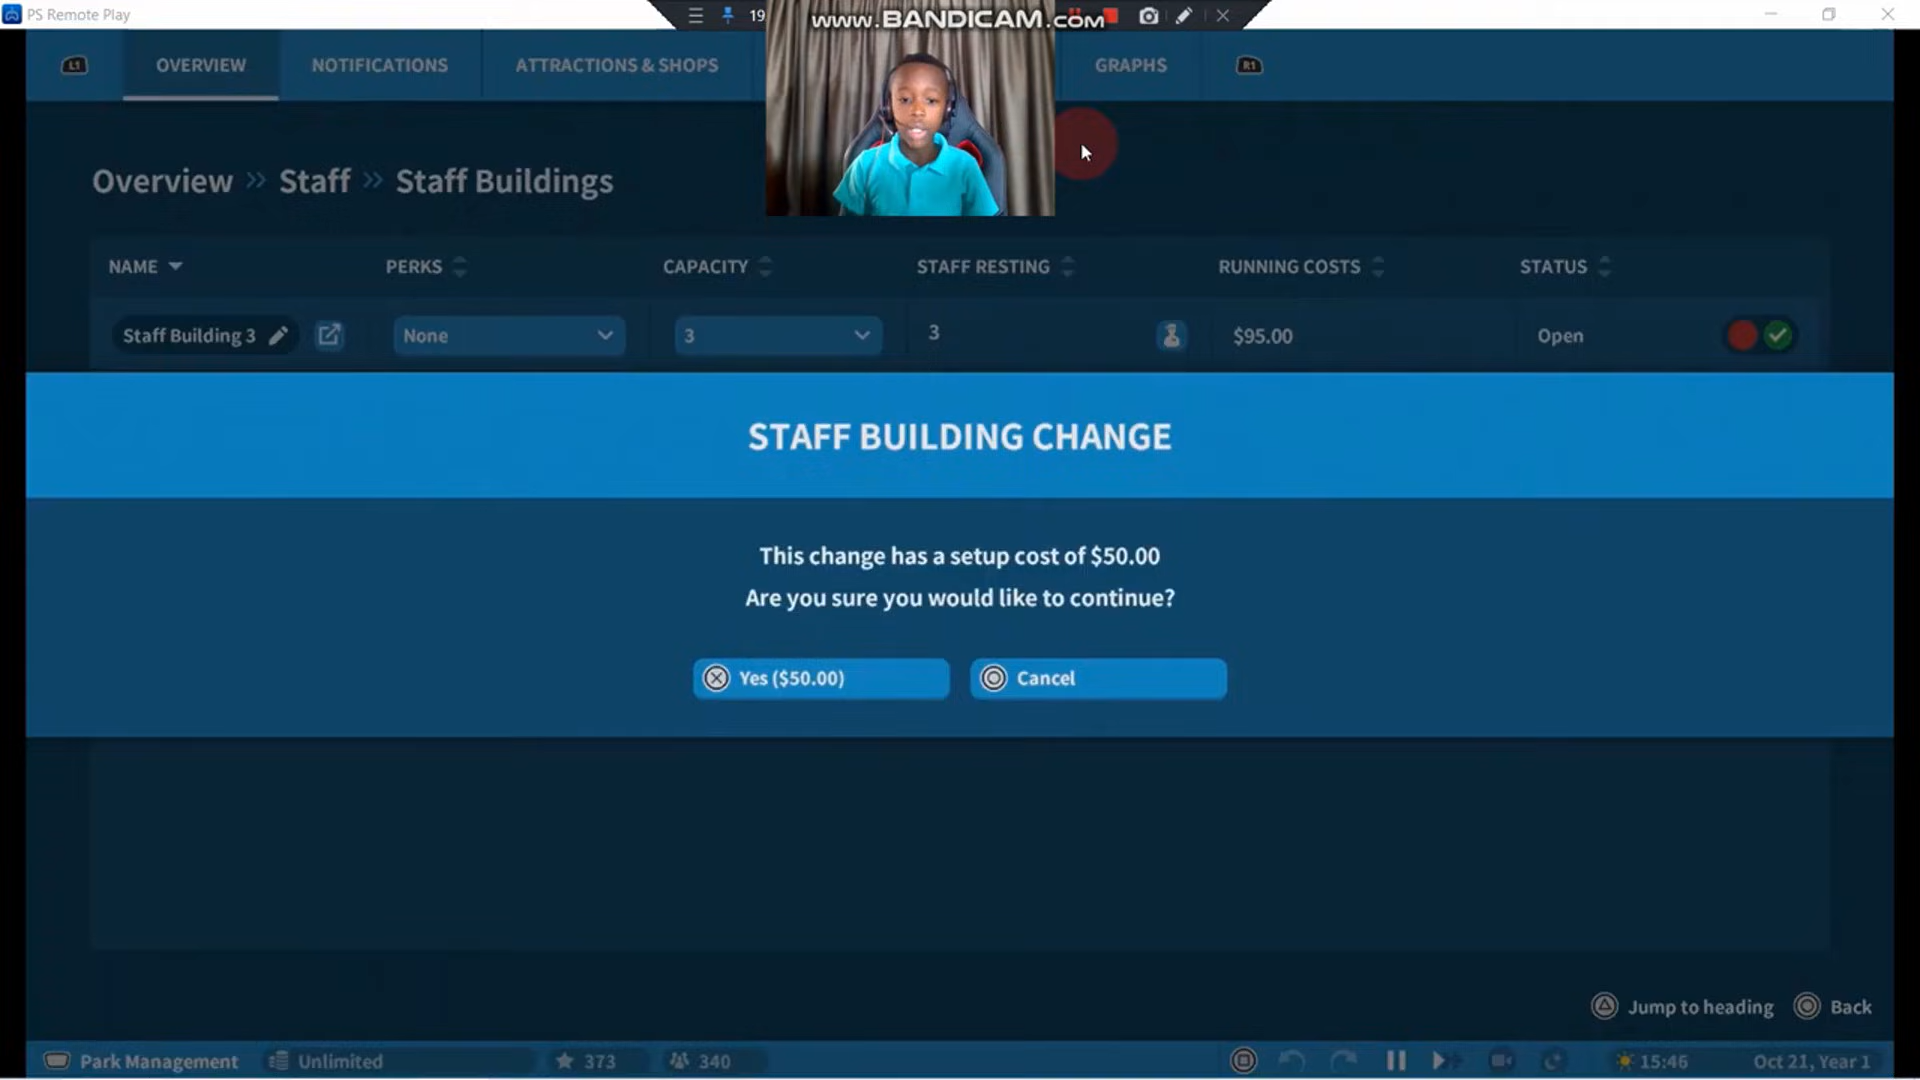 PS Remote Play
19
www.BANDICAM.COM
L1 OVERVIEW NOTIFICATIONS ATTRACTIONS & SHOPS GRAPHS R1
Overview » Staff » Staff Buildings
NAME PERKS CAPACITY STAFF RESTING RUNNING COSTS STATUS
Staff Building 3 None 3 3 $95.00 Open
STAFF BUILDING CHANGE
This change has a setup cost of $50.00
Are you sure you would like to continue?
Yes ($50.00) Cancel
Jump to heading Back
Park Management Unlimited 373 340 15:46 Oct 21, Year 1